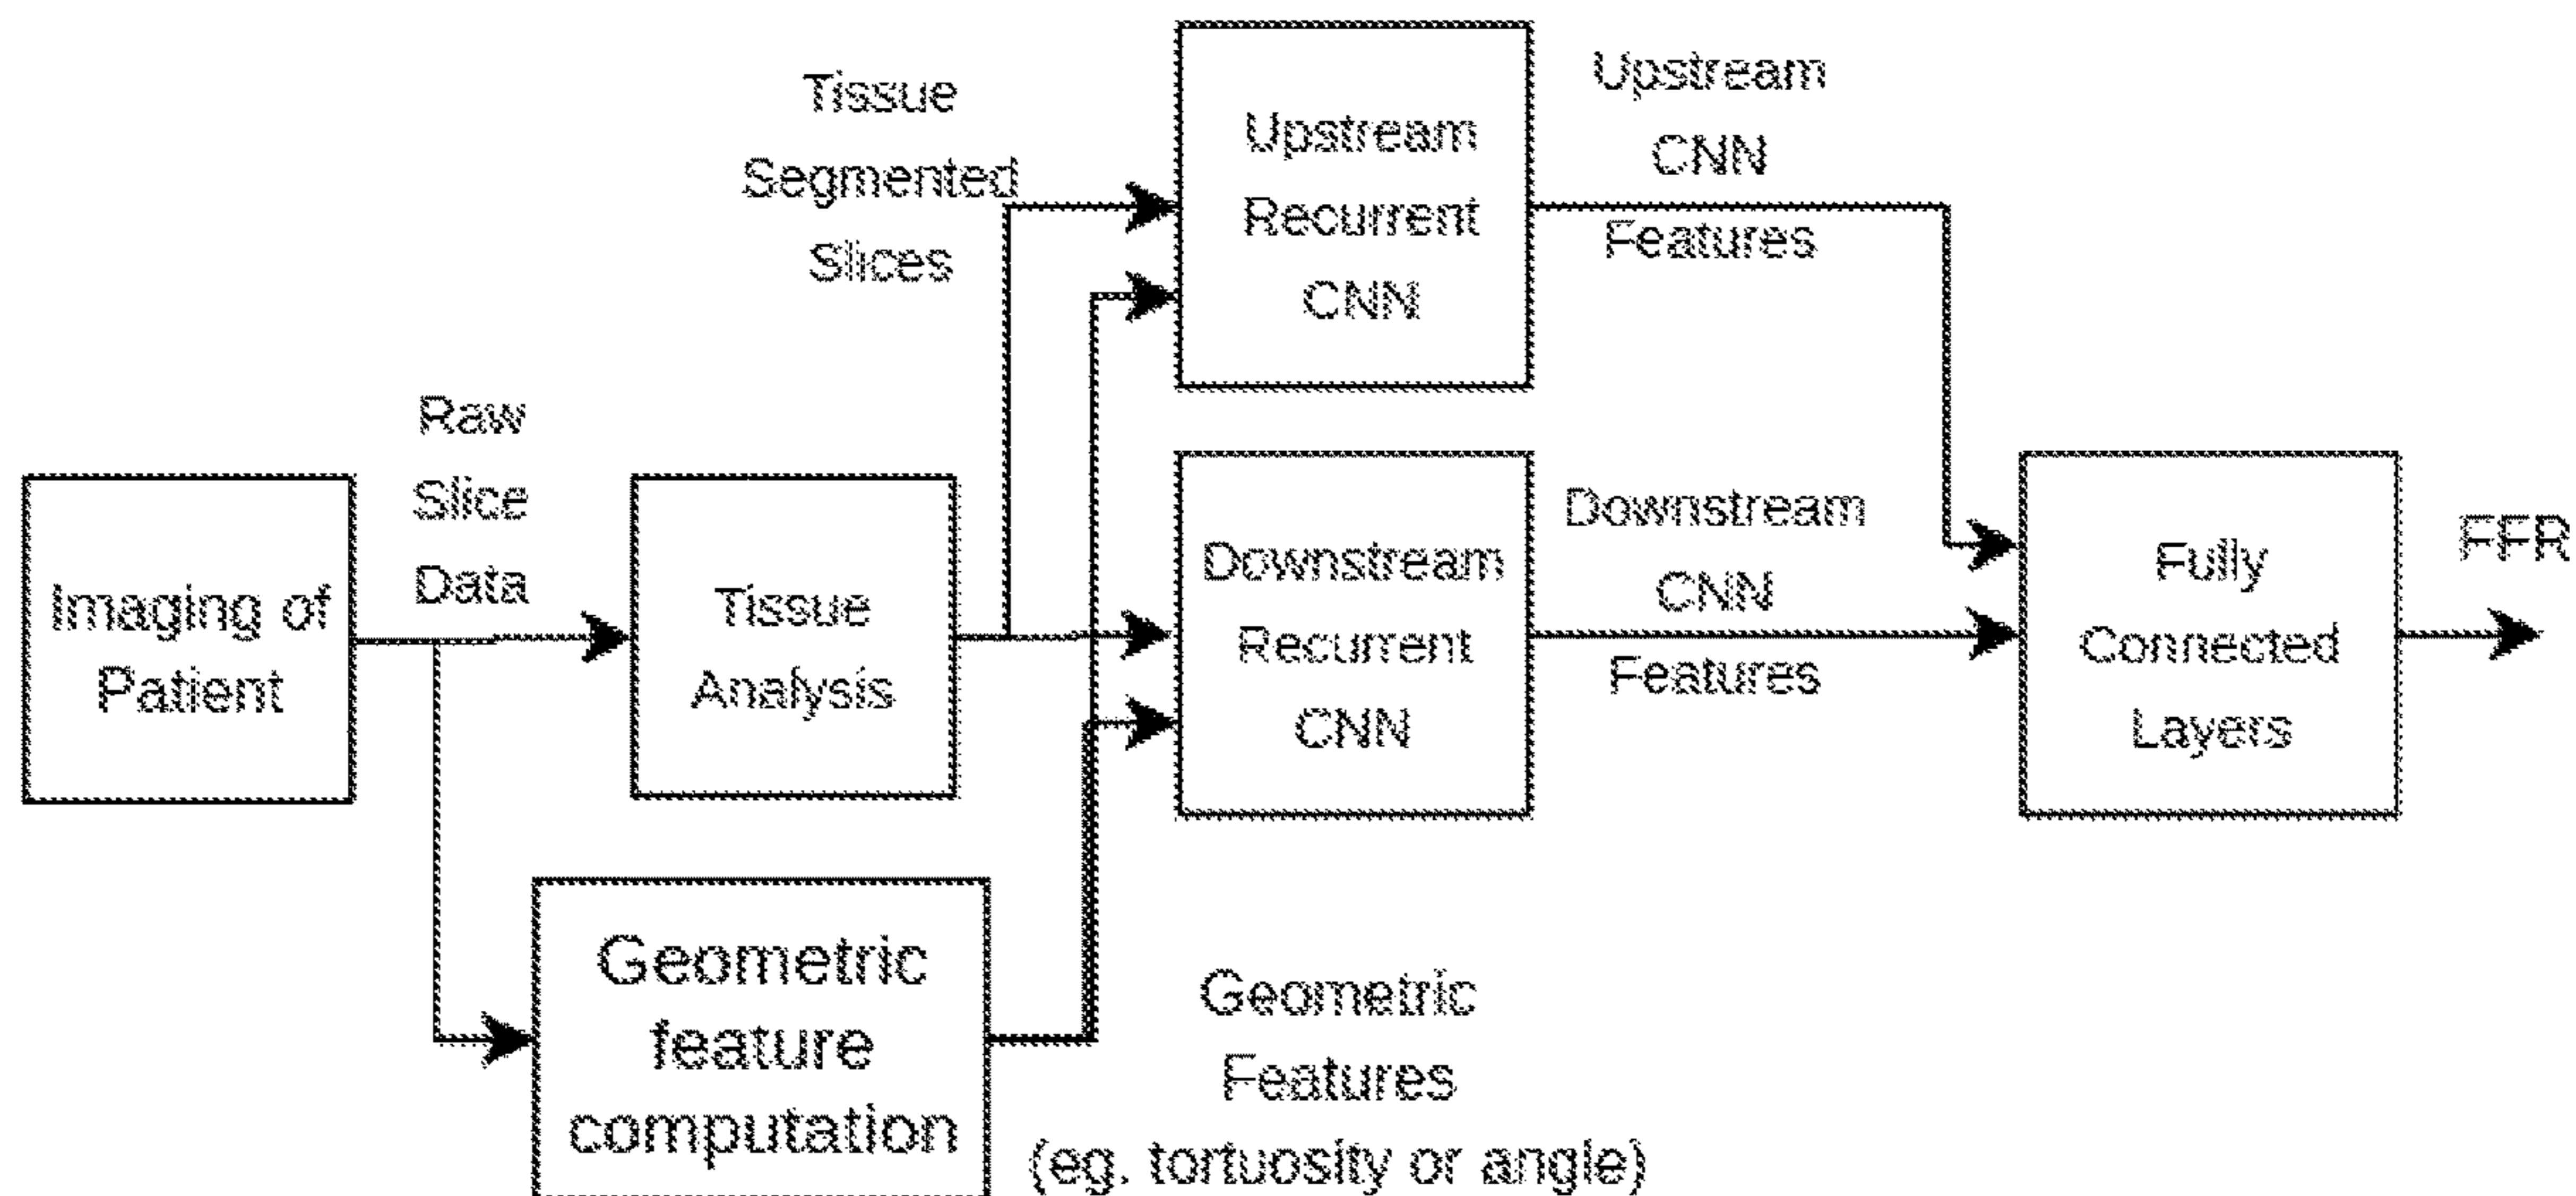 Tissue
Segmented
Slices
Upstream
Recurrent
CNN
Upstream
CNN
Features
Raw
Slice
Data
Imaging of
Patient
Tissue
Analysis
Downstream
Recurrent
CNN
Downstream
CNN
Features
Fully
Connected
Layers
FFR
Geometric
feature
computation
Geometric
Features
(eg. tortuosity or angle)